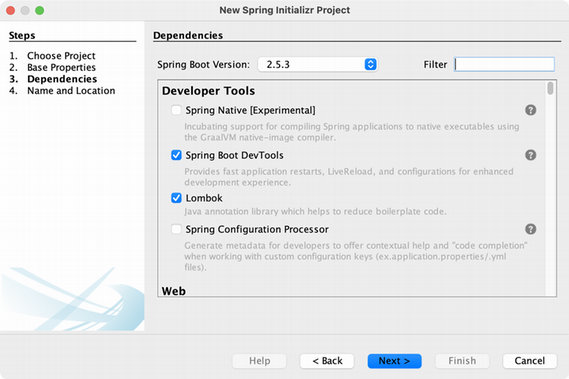 New Spring Initializr Project
Steps
1. Choose Project
2. Base Properties
3. Dependencies
4. Name and Location
Dependencies
Spring Boot Version: 2.5.3 Filter
Developer Tools
Spring Native [Experimental] ?
Incubating support for compiling Spring applications to native executables using
the GraalVM native-image compiler.
Spring Boot DevTools ?
Provides fast application restarts, LiveReload, and configurations for enhanced
development experience.
Lombok
Java annotation library which helps to reduce boilerplate code.
Spring Configuration Processor ?
Generate metadata for developers to offer contextual help and "code completion"
when working with custom configuration keys (ex.application.properties/.yml
files).
Web
Help < Back Next > Finish Cancel